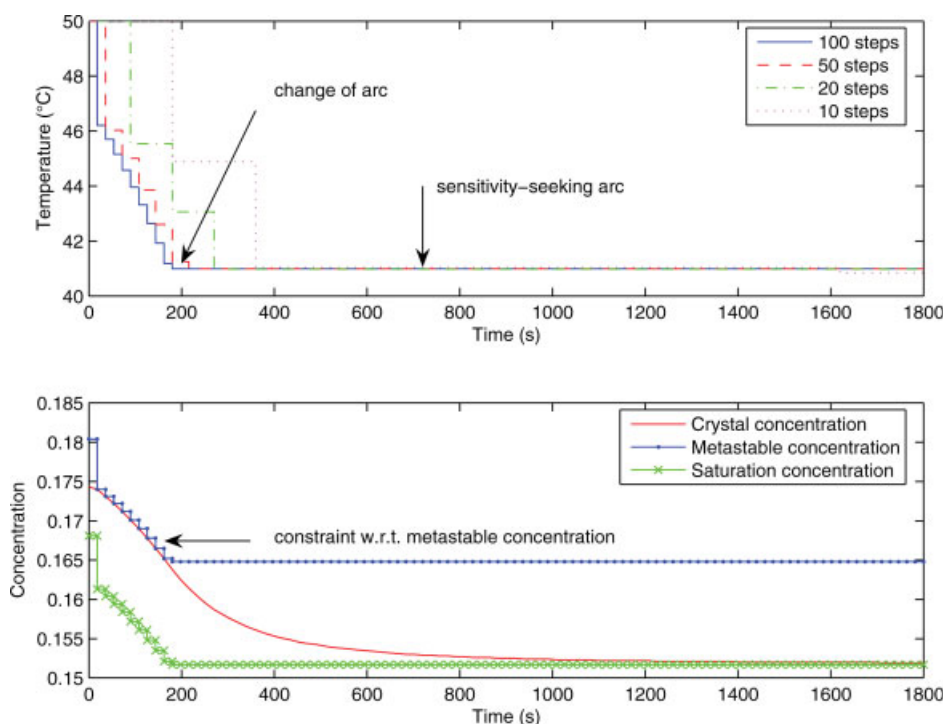 50
48
46
44
42
40
Temperature (°C)
change of arc
sensitivity−seeking arc
100 steps
50 steps
20 steps
10 steps
0 200 400 600 800 1000 1200 1400 1600 1800
Time (s)
0.185
0.18
0.175
0.17
0.165
0.16
0.155
0.15
Concentration
Crystal concentration
Metastable concentration
Saturation concentration
constraint w.r.t. metastable concentration
0 200 400 600 800 1000 1200 1400 1600 1800
Time (s)